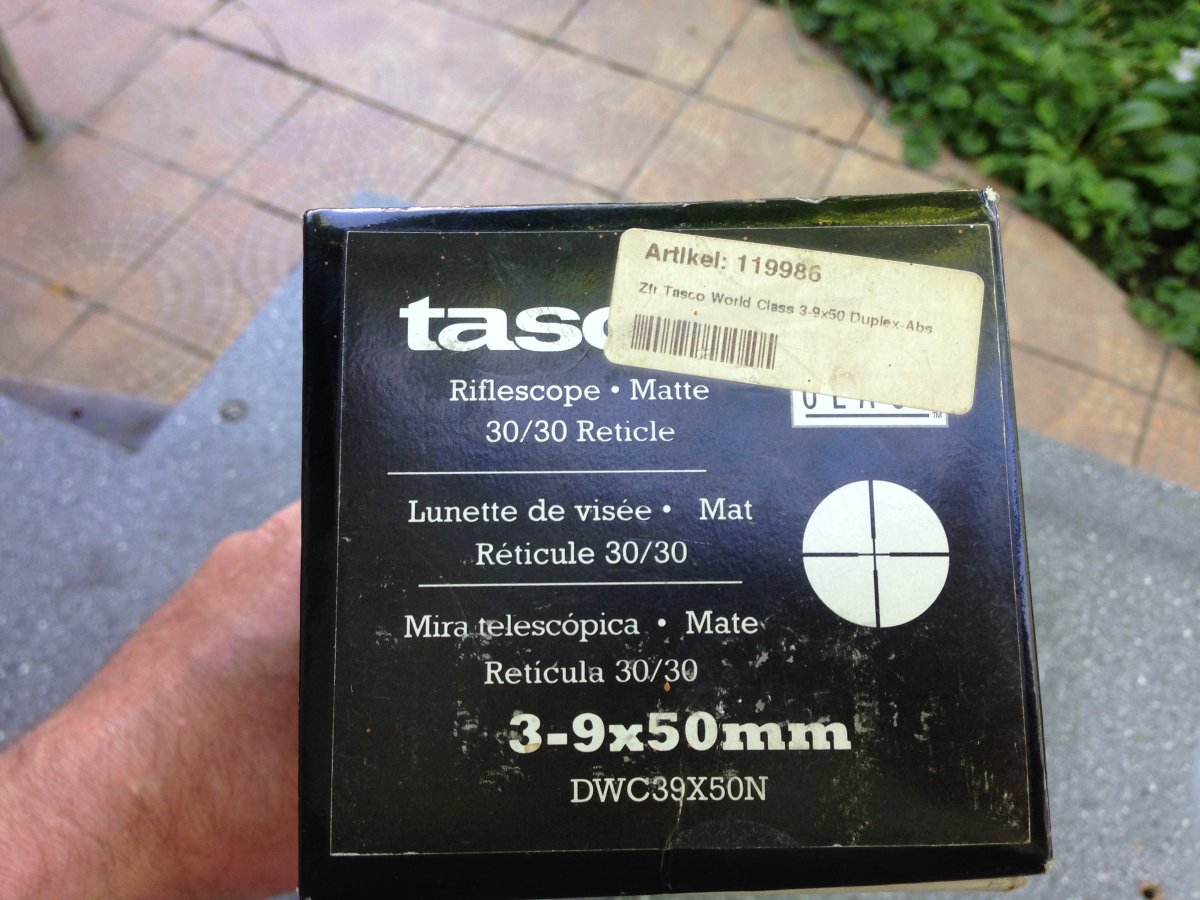 Artikel: 119986
Zfr.Tasco World Class 3-9x50 Duplex-Abs
tasc
Riflescope • Matte
30/30 Reticle
Lunette de visée • Mat
Réticule 30/30
Mira telescópica • Mate
Retícula 30/30
3-9x50mm
DWC39X50N